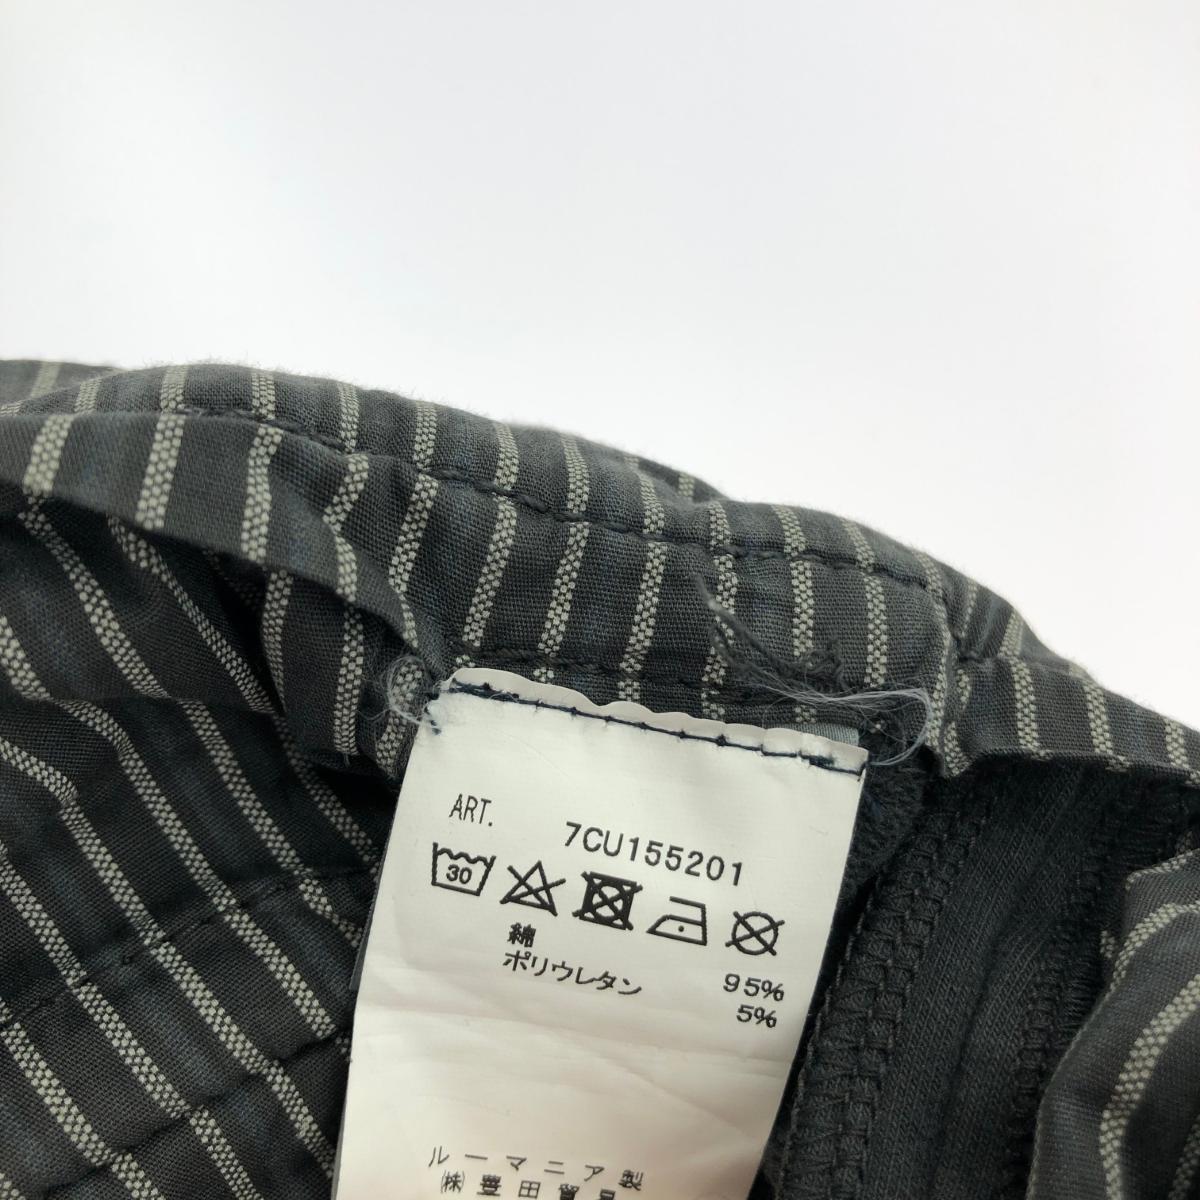 ART. 7CU155201
30
綿 95%
ポリウレタン 5%
ルーマニア製
㈱豊田貿易